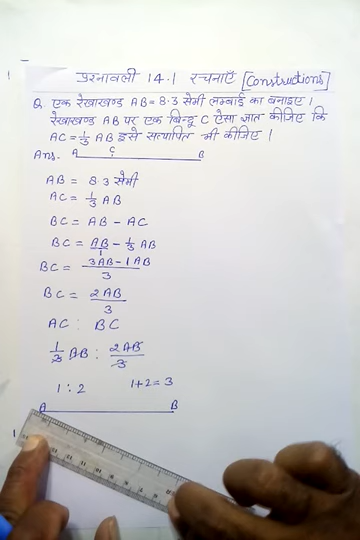 प्रश्नावली 14.1 रचनाएँ [Constructions]
Q. एक रेखाखण्ड AB = 8.3 सेमी लम्बाई का बनाइए।
रेखाखण्ड AB पर एक बिन्दू C ऐसा ज्ञात कीजिए कि
AC = 1/3 AB इसे सत्यापित भी कीजिए।
Ans. A C B
AB = 8.3 सेमी
AC = 1/3 AB
BC = AB - AC
BC = AB/1 - 1/3 AB
BC = 3AB - 1AB/3
BC = 2AB/3
AC : BC
1/3 AB : 2AB/3
1 : 2 1+2=3
A B